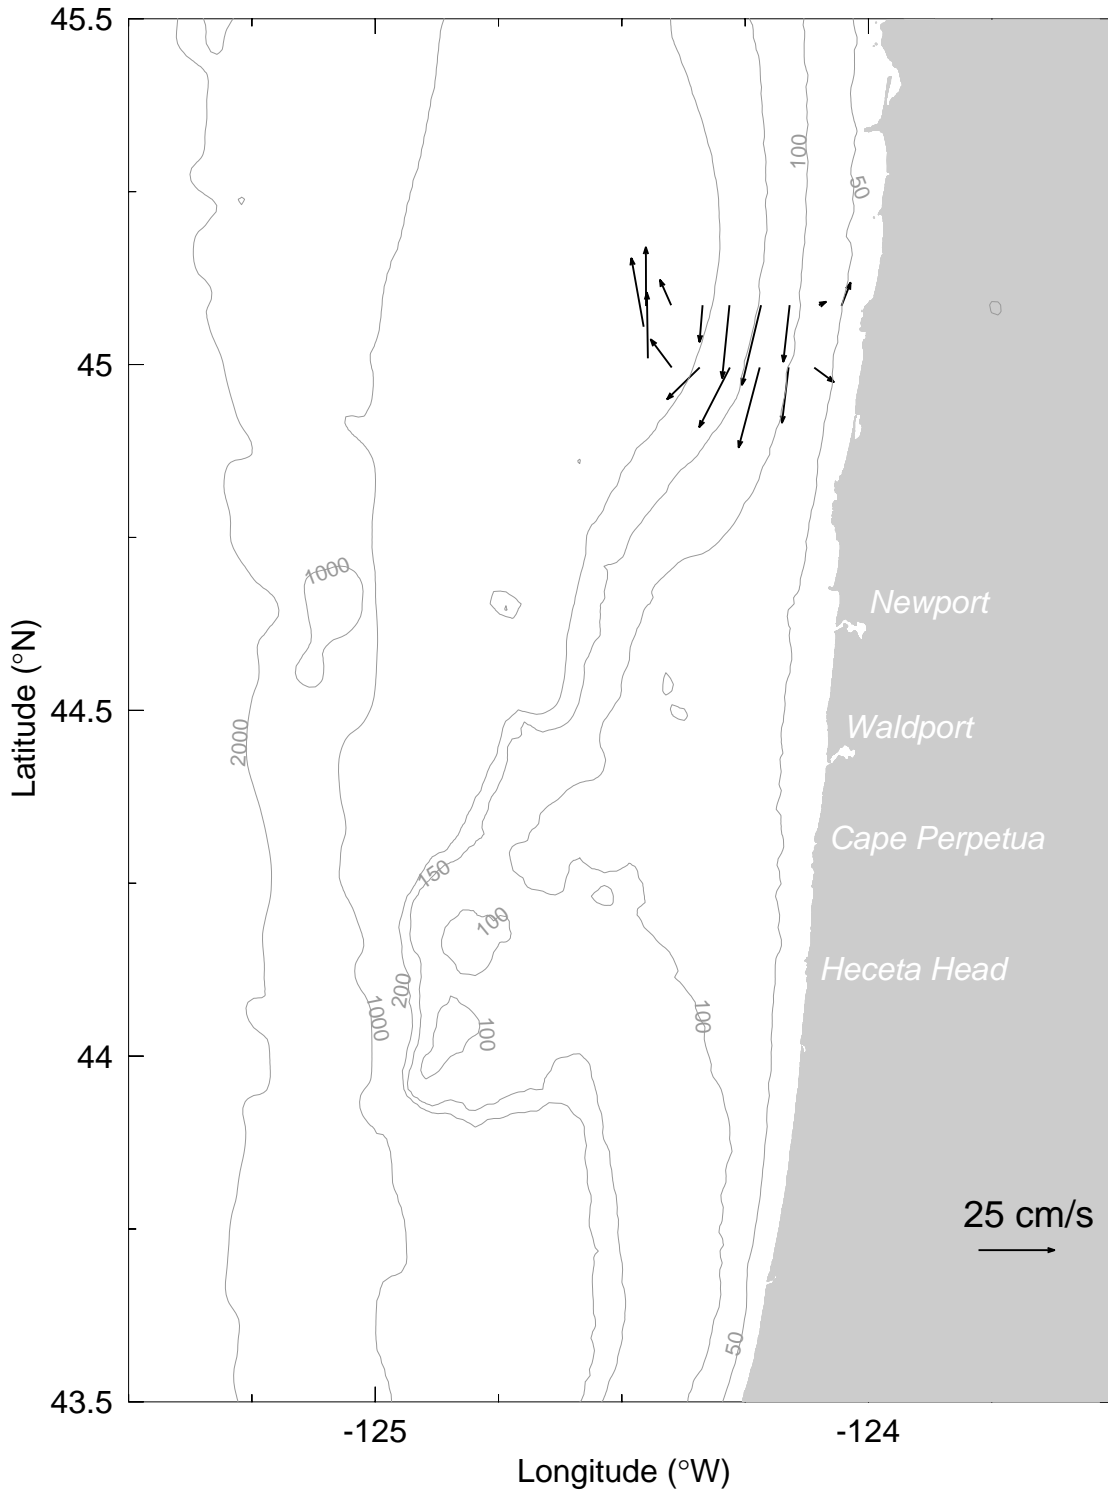 45.5
100
50
45
1000
Newport
Latitude (°N)
44.5
2000
Waldport
Cape Perpetua
150
100
Heceta Head
200
1000
100
100
44
25 cm/s
50
43.5
-125
-124
Longitude (°W)